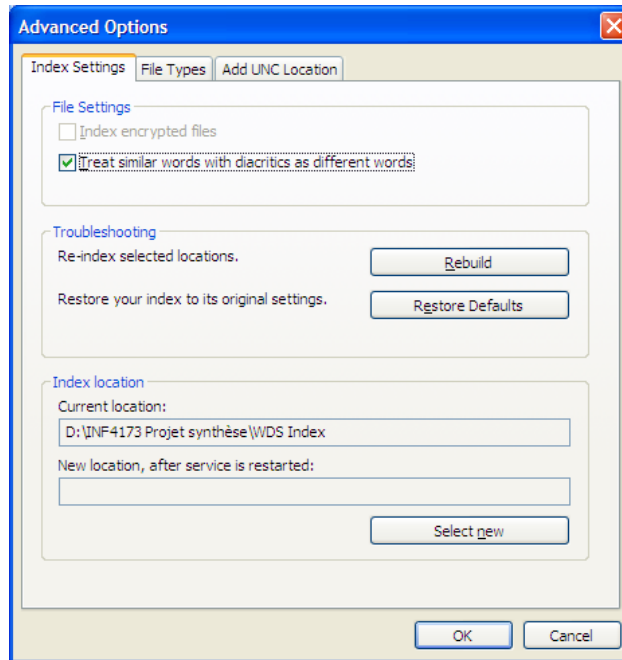 Advanced Options
Index Settings File Types Add UNC Location
File Settings
Index encrypted files
Treat similar words with diacritics as different words
Troubleshooting
Re-index selected locations. Rebuild
Restore your index to its original settings. Restore Defaults
Index location
Current location:
D:\INF4173 Projet synthèse\WDS Index
New location, after service is restarted:
Select new
OK Cancel